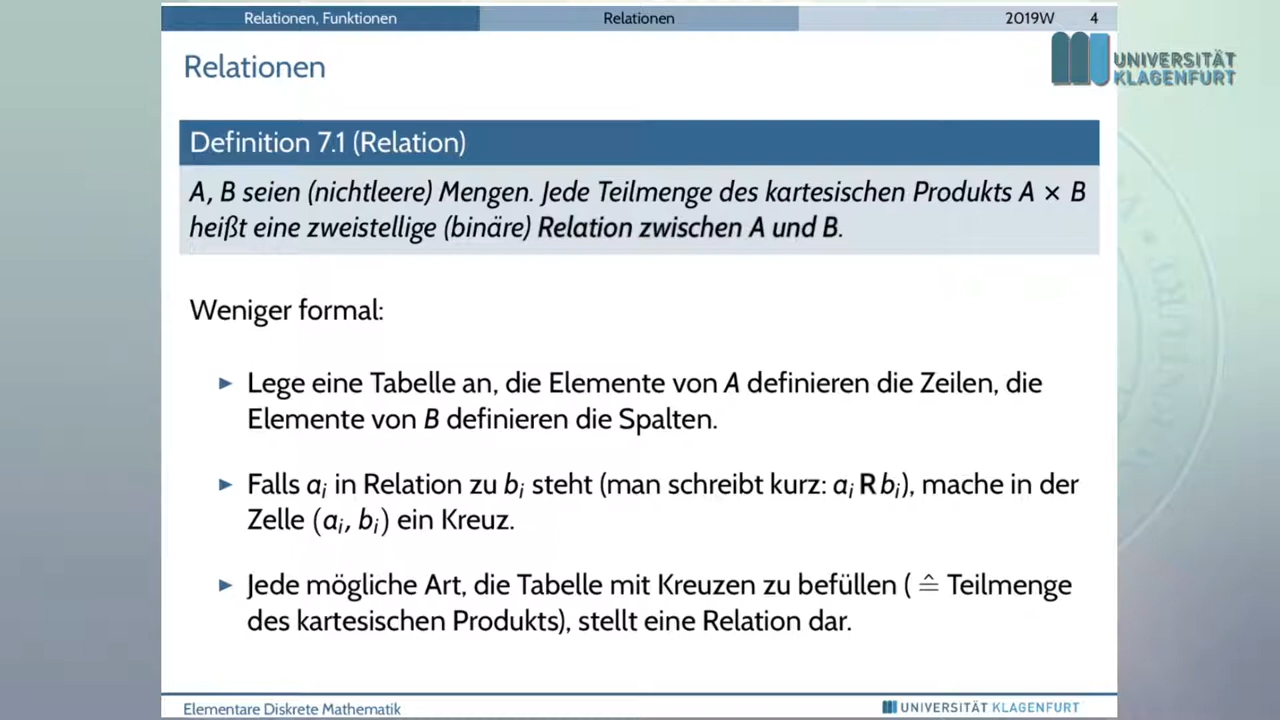 Relationen, Funktionen
Relationen
2019W 4
UNIVERSITÄT
KLAGENFURT
Relationen
Definition 7.1 (Relation)
A, B seien (nichtleere) Mengen. Jede Teilmenge des kartesischen Produkts A × B
heißt eine zweistellige (binäre) Relation zwischen A und B.
Weniger formal:
► Lege eine Tabelle an, die Elemente von A definieren die Zeilen, die
Elemente von B definieren die Spalten.
► Falls aᵢ in Relation zu bᵢ steht (man schreibt kurz: aᵢ R bᵢ), mache in der
Zelle (aᵢ, bᵢ) ein Kreuz.
► Jede mögliche Art, die Tabelle mit Kreuzen zu befüllen ( ≙ Teilmenge
des kartesischen Produkts), stellt eine Relation dar.
Elementare Diskrete Mathematik
UNIVERSITÄT KLAGENFURT